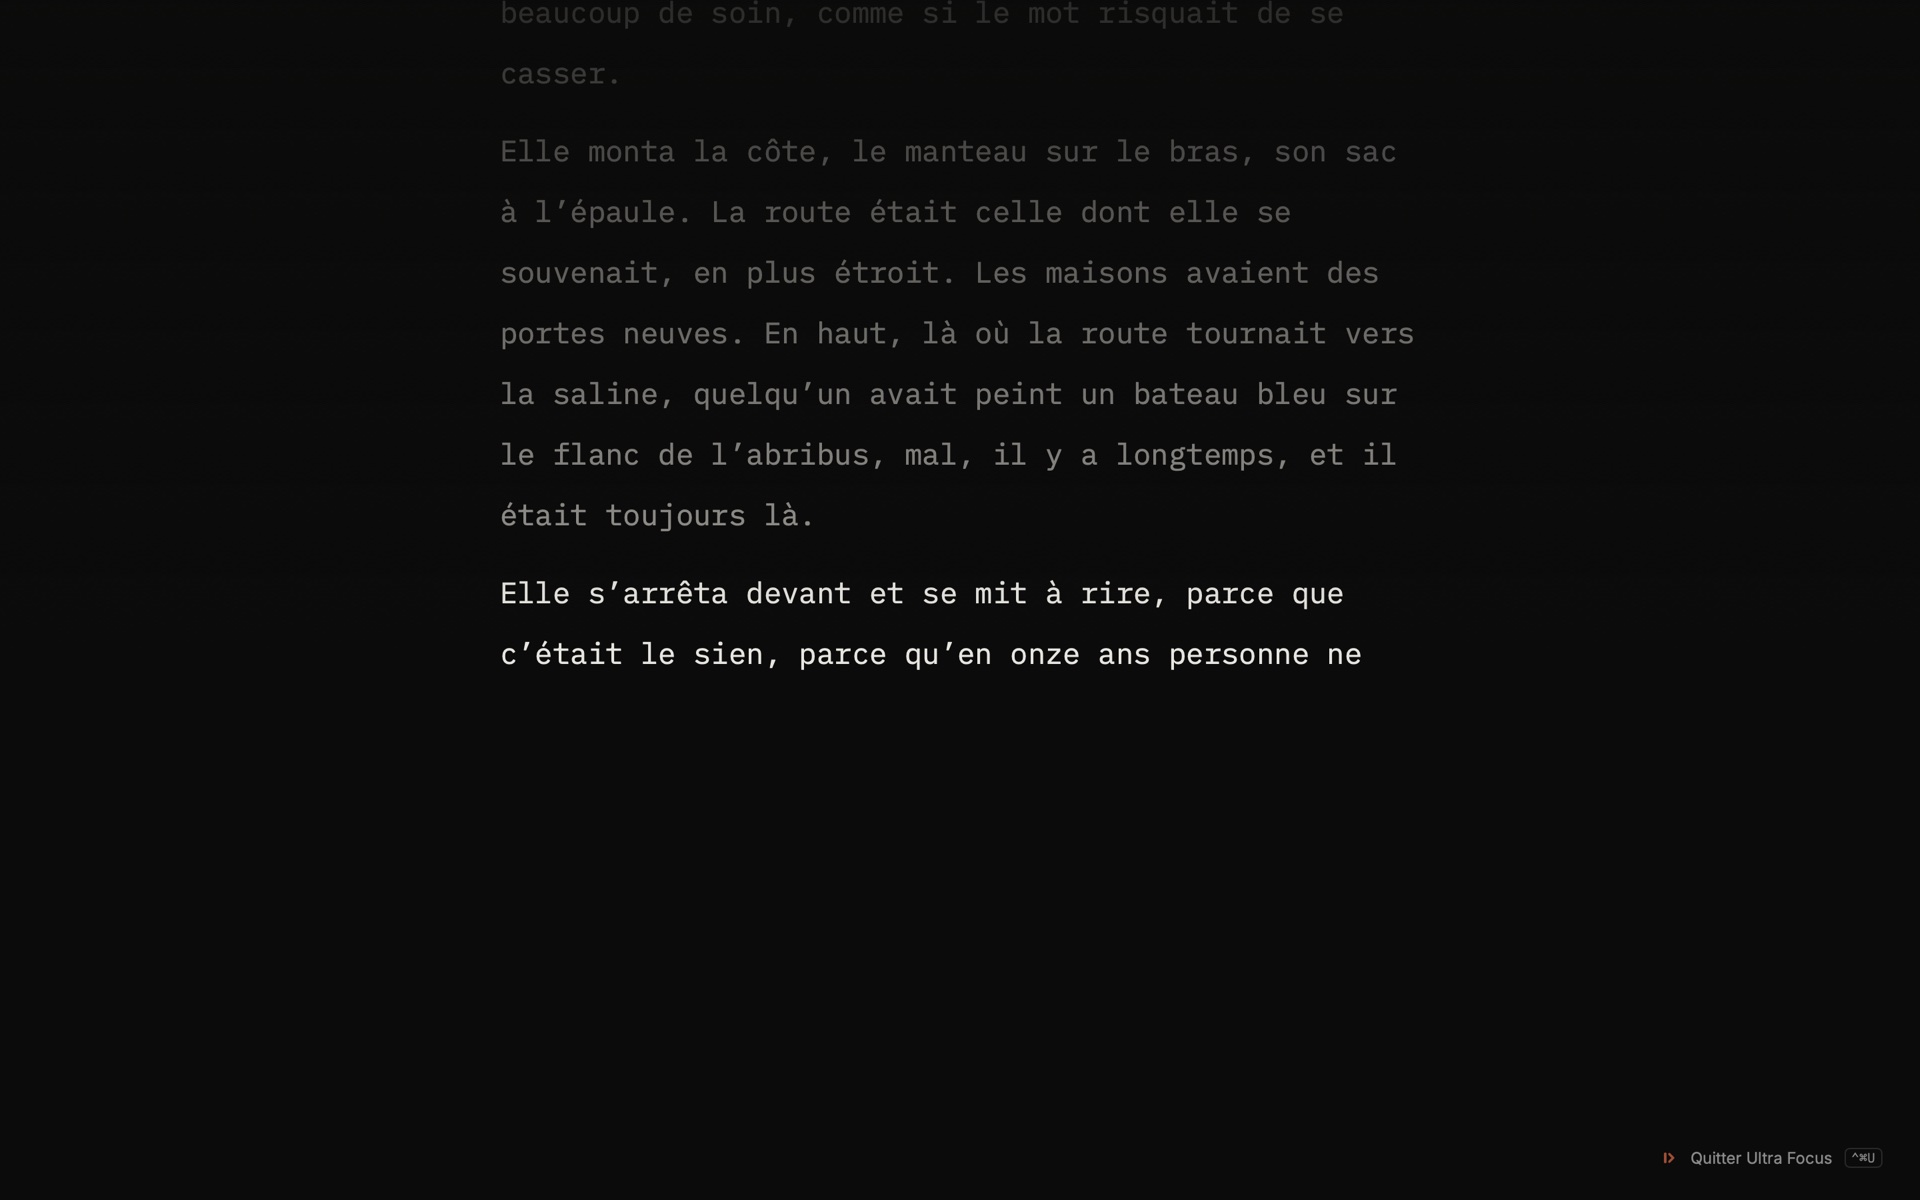 beaucoup de soin, comme si le mot risquait de se
casser.
Elle monta la côte, le manteau sur le bras, son sac
à l’épaule. La route était celle dont elle se
souvenait, en plus étroit. Les maisons avaient des
portes neuves. En haut, là où la route tournait vers
la saline, quelqu’un avait peint un bateau bleu sur
le flanc de l’abribus, mal, il y a longtemps, et il
était toujours là.
Elle s’arrêta devant et se mit à rire, parce que
c’était le sien, parce qu’en onze ans personne ne
Quitter Ultra Focus ^⌘U